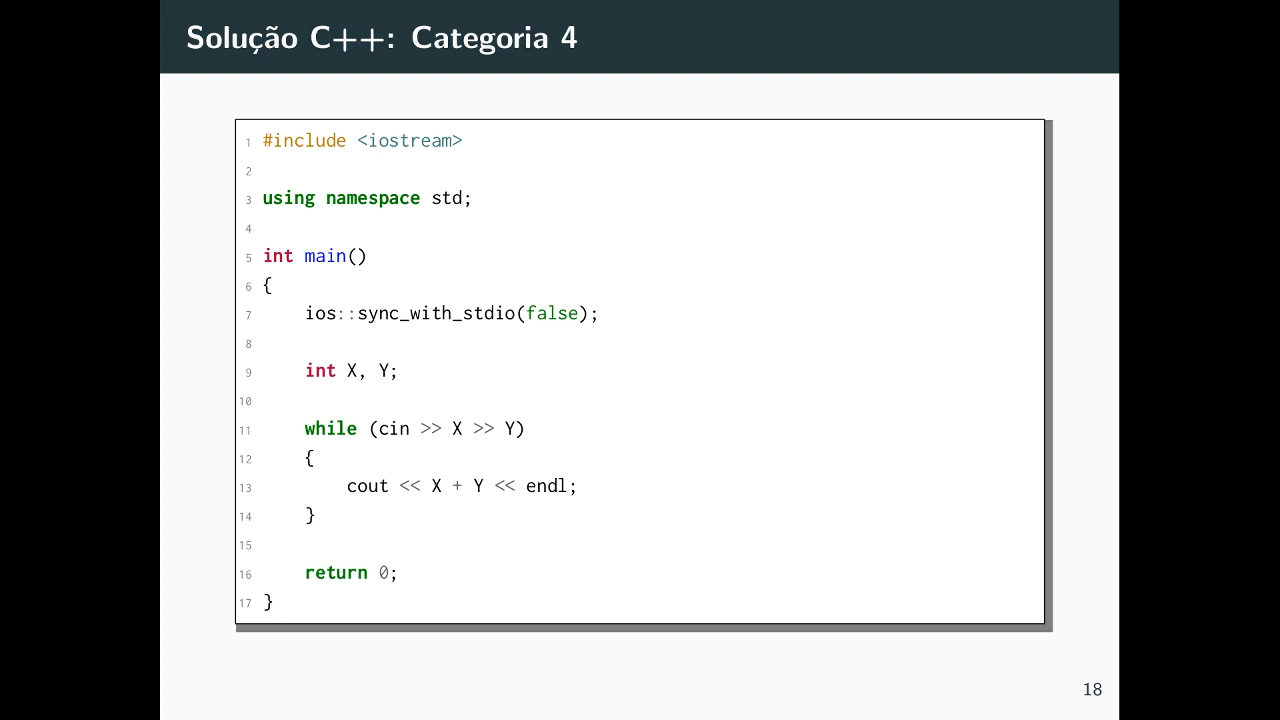 Solução C++: Categoria 4
1 #include <iostream>
2
3 using namespace std;
4
5 int main()
6 {
7     ios::sync_with_stdio(false);
8
9     int X, Y;
10
11     while (cin >> X >> Y)
12     {
13         cout << X + Y << endl;
14     }
15
16     return 0;
17 }
18